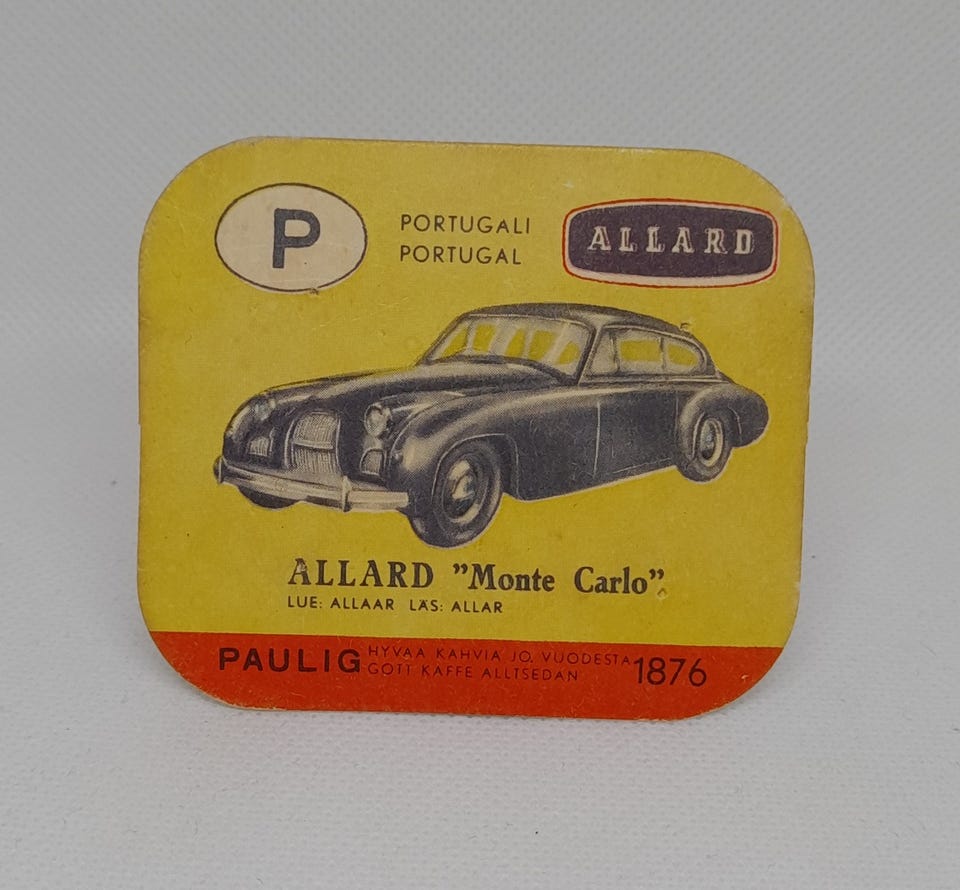 P
PORTUGALI
PORTUGAL
ALLARD
ALLARD ”Monte Carlo”
LUE: ALLAAR LÄS: ALLAR
PAULIG HYVÄÄ KAHVIA JO VUODESTA 1876
GOTT KAFFE ALLTSEDAN